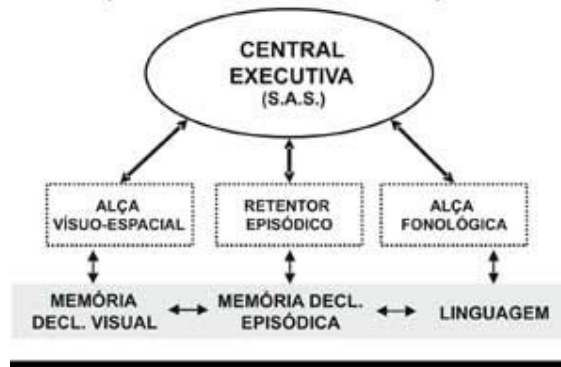 CENTRAL
EXECUTIVA
(S.A.S.)
ALÇA
VÍSUO-ESPACIAL
RETENTOR
EPISÓDICO
ALÇA
FONOLÓGICA
MEMÓRIA
DECL. VISUAL
MEMÓRIA DECL.
EPISÓDICA
LINGUAGEM